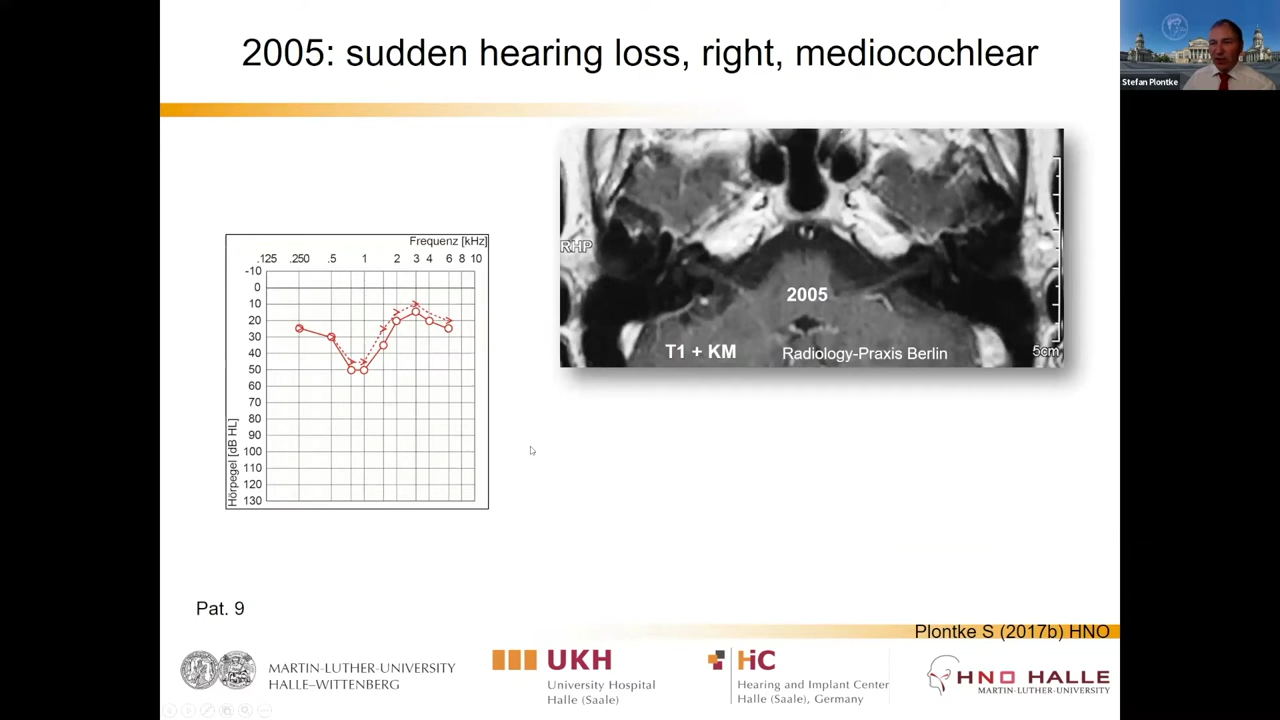 2005: sudden hearing loss, right, mediocochlear
Stefan Plontke
Frequenz [kHz]
.125 .250 .5 1 2 3 4 6 8 10
-10
0
10
20
30
40
50
60
70
80
90
100
110
120
130
Hörpegel [dB HL]
RHP
2005
T1 + KM
Radiology-Praxis Berlin
5cm
Pat. 9
Plontke S (2017b) HNO
MARTIN-LUTHER-UNIVERSITY
HALLE–WITTENBERG
UKH
University Hospital
Halle (Saale)
HiC
Hearing and Implant Center
Halle (Saale), Germany
HNO HALLE
MARTIN-LUTHER-UNIVERSITY